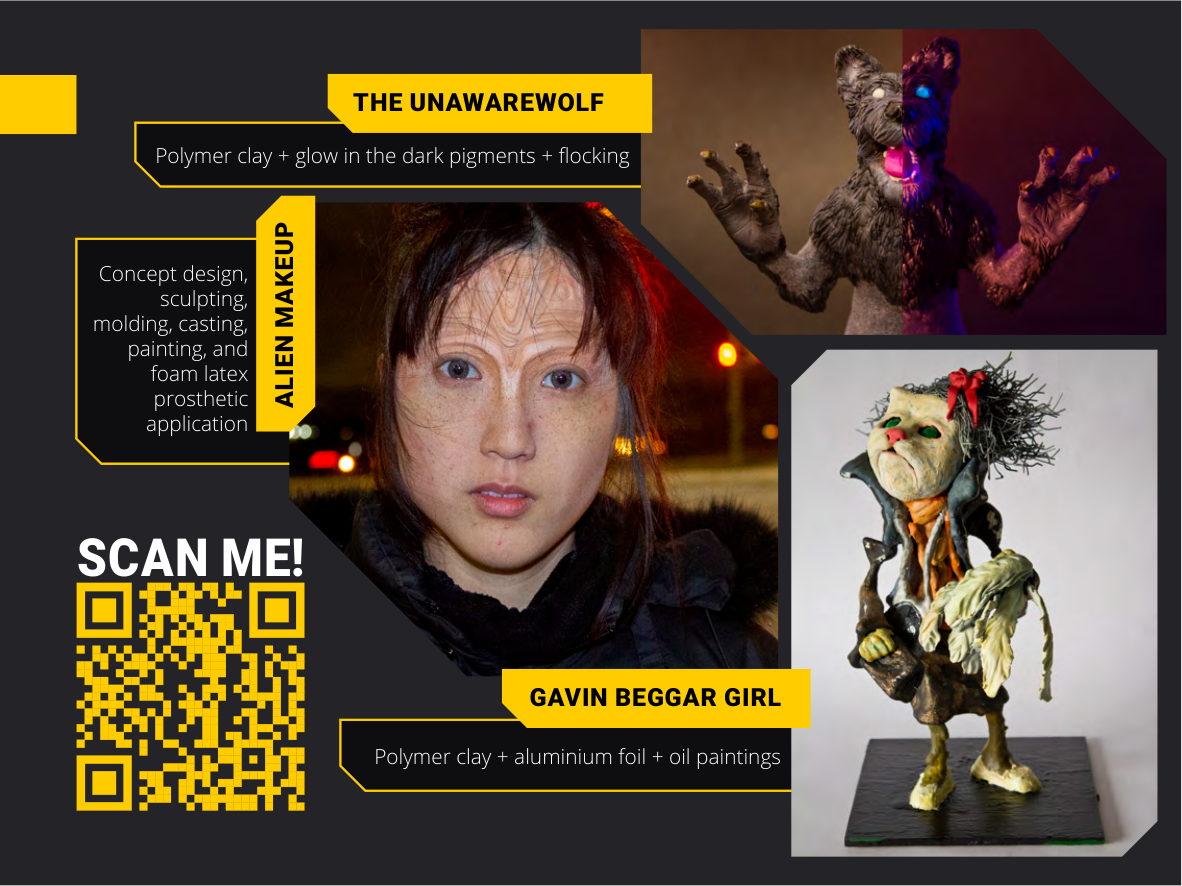 THE UNAWAREWOLF
Polymer clay + glow in the dark pigments + flocking
ALIEN MAKEUP
Concept design,
sculpting,
molding, casting,
painting, and
foam latex
prosthetic
application
SCAN ME!
GAVIN BEGGAR GIRL
Polymer clay + aluminium foil + oil paintings